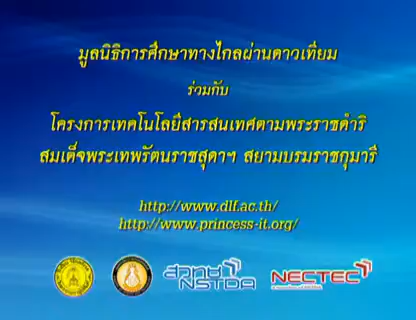 มูลนิธิการศึกษาทางไกลผ่านดาวเทียม
ร่วมกับ
โครงการเทคโนโลยีสารสนเทศตามพระราชดำริ
สมเด็จพระเทพรัตนราชสุดาฯ สยามบรมราชกุมารี
http://www.dlf.ac.th/
http://www.princess-it.org/
สวทช
NSTDA
NECTEC